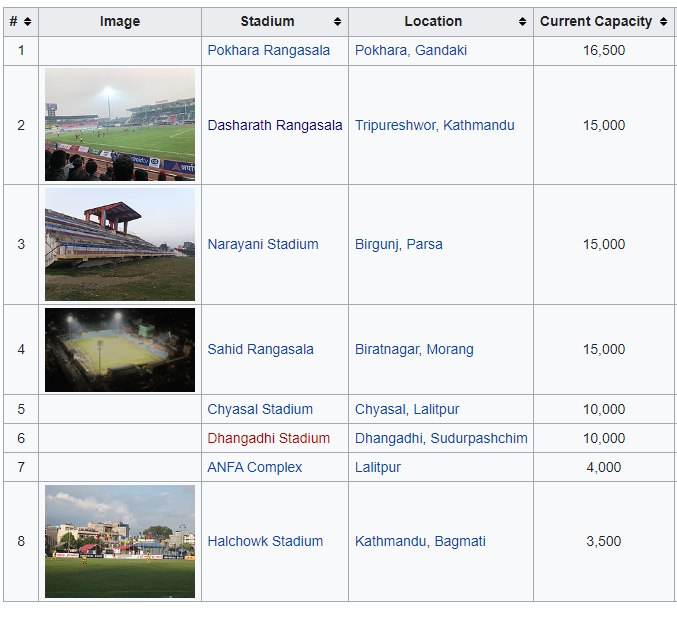 # Image Stadium Location Current Capacity
1 Pokhara Rangasala Pokhara, Gandaki 16,500
2 Dasharath Rangasala Tripureshwor, Kathmandu 15,000
3 Narayani Stadium Birgunj, Parsa 15,000
4 Sahid Rangasala Biratnagar, Morang 15,000
5 Chyasal Stadium Chyasal, Lalitpur 10,000
6 Dhangadhi Stadium Dhangadhi, Sudurpashchim 10,000
7 ANFA Complex Lalitpur 4,000
8 Halchowk Stadium Kathmandu, Bagmati 3,500